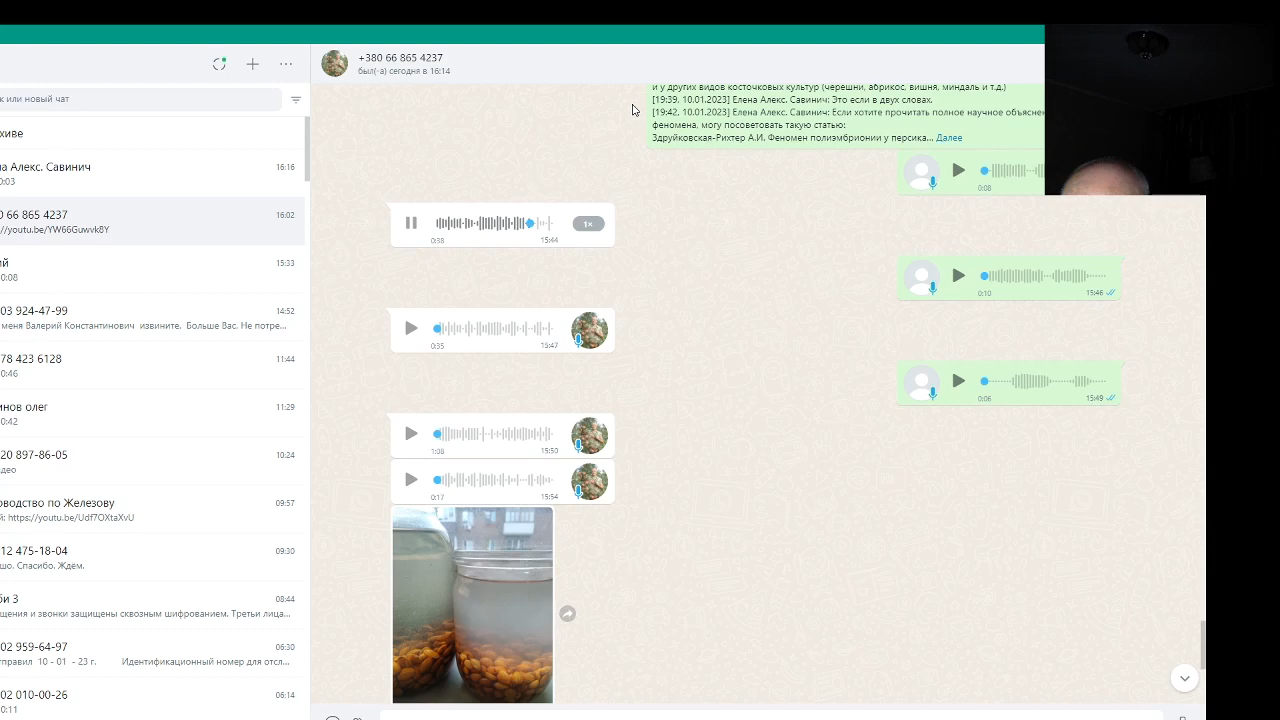 к или новый чат
хиве
а Алекс. Савинич 16:16
0:03
0 66 865 4237 16:02
//youtu.be/YW66Guwvk8Y
ий 15:33
0:08
03 924-47-99 14:52
меня Валерий Константинович извините. Больше Вас. Не потре...
78 423 6128 11:44
0:46
инов олег 11:29
0:42
20 897-86-05 10:24
део
оводство по Железову 09:57
й: https://youtu.be/Udf7OXtaXvU
12 475-18-04 09:30
шо. Спасибо. Ждём.
би 3 08:44
щения и звонки защищены сквозным шифрованием. Третьи лица...
02 959-64-97 06:30
тправил 10 - 01 - 23 г. Идентификационный номер для отсл...
02 010-00-26 06:14
0:11
+380 66 865 4237
был(-а) сегодня в 16:14
и у других видов косточковых культур (черешни, абрикос, вишня, миндаль и т.д.)
[19:39, 10.01.2023] Елена Алекс. Савинич: Это если в двух словах.
[19:42, 10.01.2023] Елена Алекс. Савинич: Если хотите прочитать полное научное объяснен
феномена, могу посоветовать такую статью:
Здруйковская-Рихтер А.И. Феномен полиэмбрионии у персика... Далее
0:08
1×
0:38 15:44
0:10 15:46
0:35 15:47
0:06 15:49
1:08 15:50
0:17 15:54